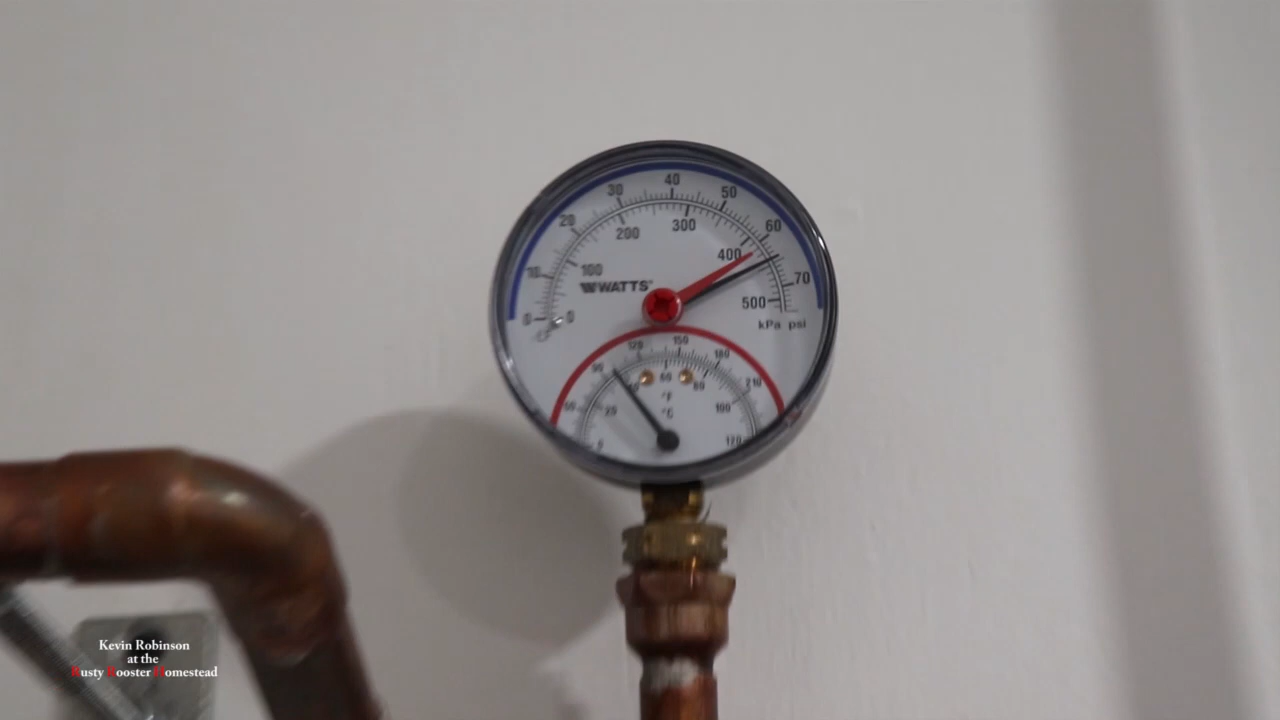 0 10 20 30 40 50 60 70
0 100 200 300 400 500
WATTS
kPa psi
90 120 150 180 210
20 60 80 100 120
°F
°C
Kevin Robinson
at the
Rusty Rooster Homestead